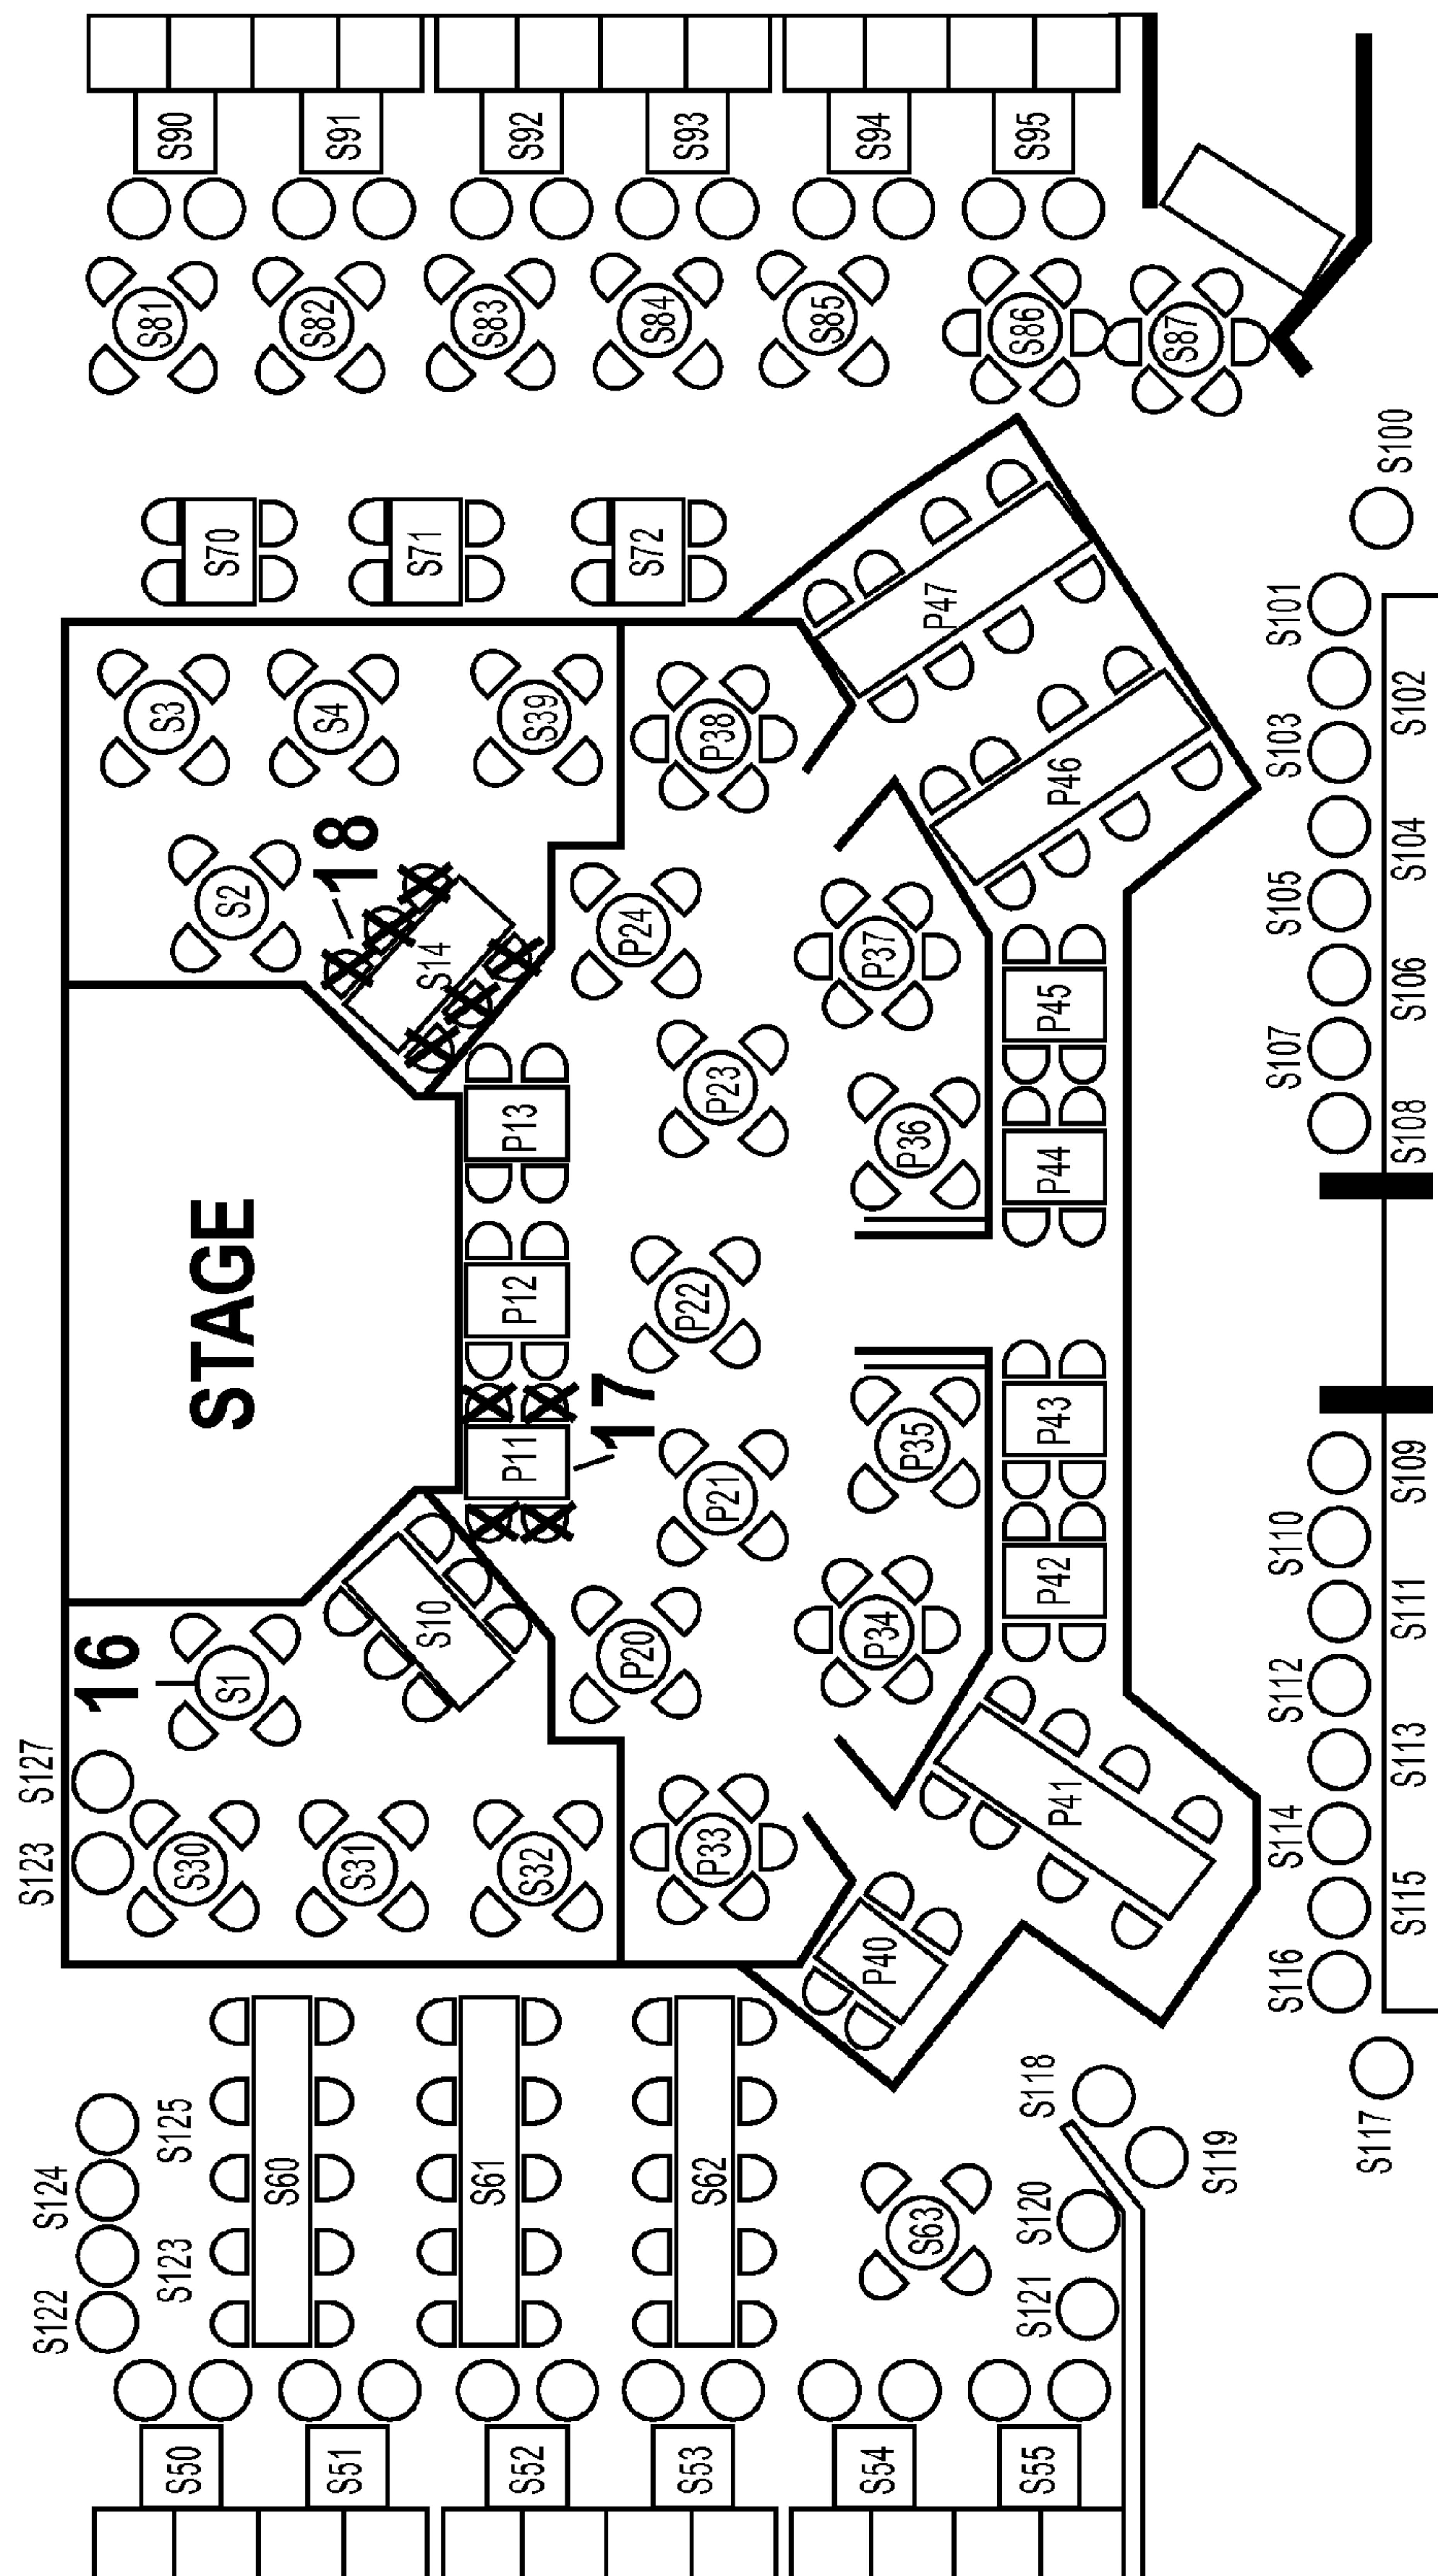 S90
S91
S92
S93
S94
S95
S81
S82
S83
S84
S85
S86
S87
S100
S70
S71
S72
S101
S102
S103
S104
S105
S106
S107
S108
P47
P46
S3
S4
S39
P38
18
S2
S14
P24
P37
P45
P23
P13
P36
P44
STAGE
P12
P22
17
P11
P21
P35
P43
S10
P20
P34
P42
16
S1
S127
S123
S30
S31
S32
P33
P41
P40
S109
S110
S111
S112
S113
S114
S115
S116
S117
S118
S119
S120
S121
S125
S124
S123
S122
S60
S61
S62
S63
S50
S51
S52
S53
S54
S55